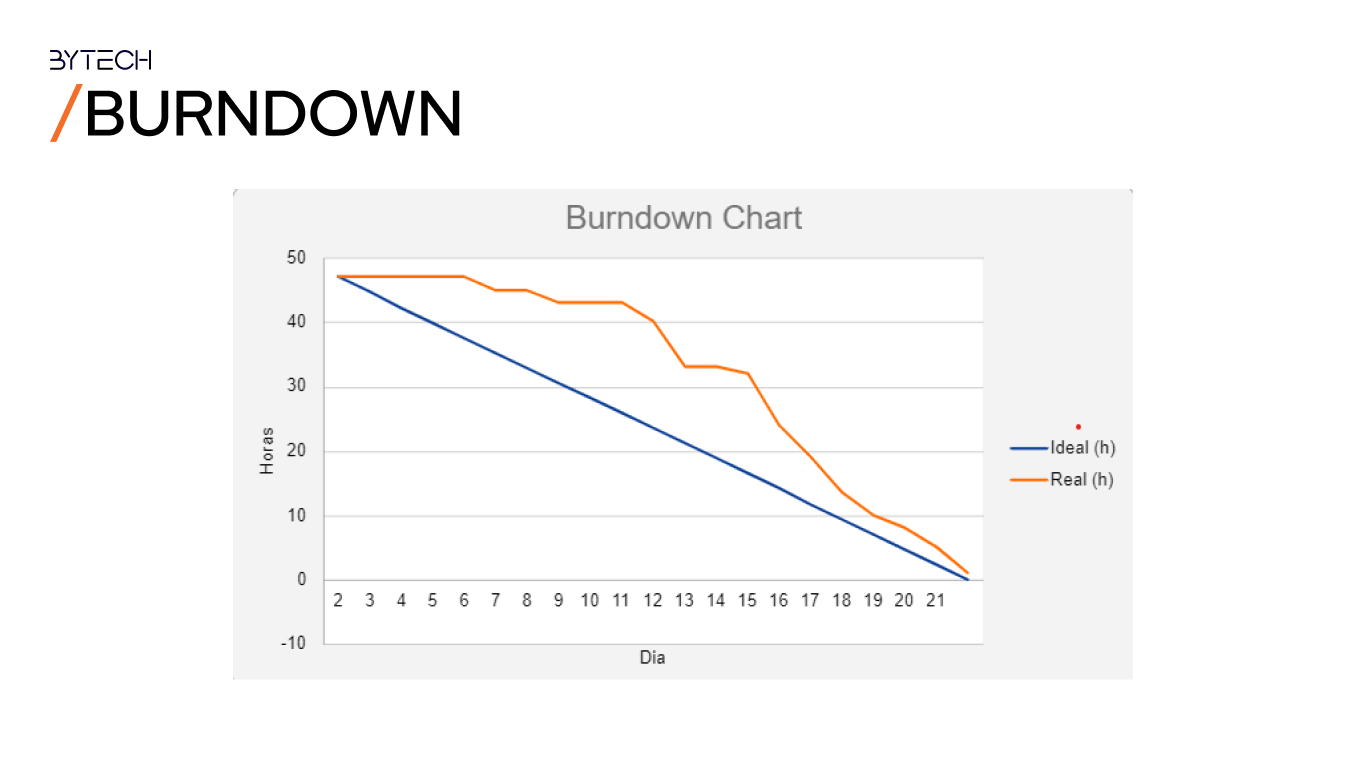 BYTECH
/BURNDOWN
Burndown Chart
50
40
30
20
10
0
-10
Horas
2 3 4 5 6 7 8 9 10 11 12 13 14 15 16 17 18 19 20 21
Dia
Ideal (h)
Real (h)